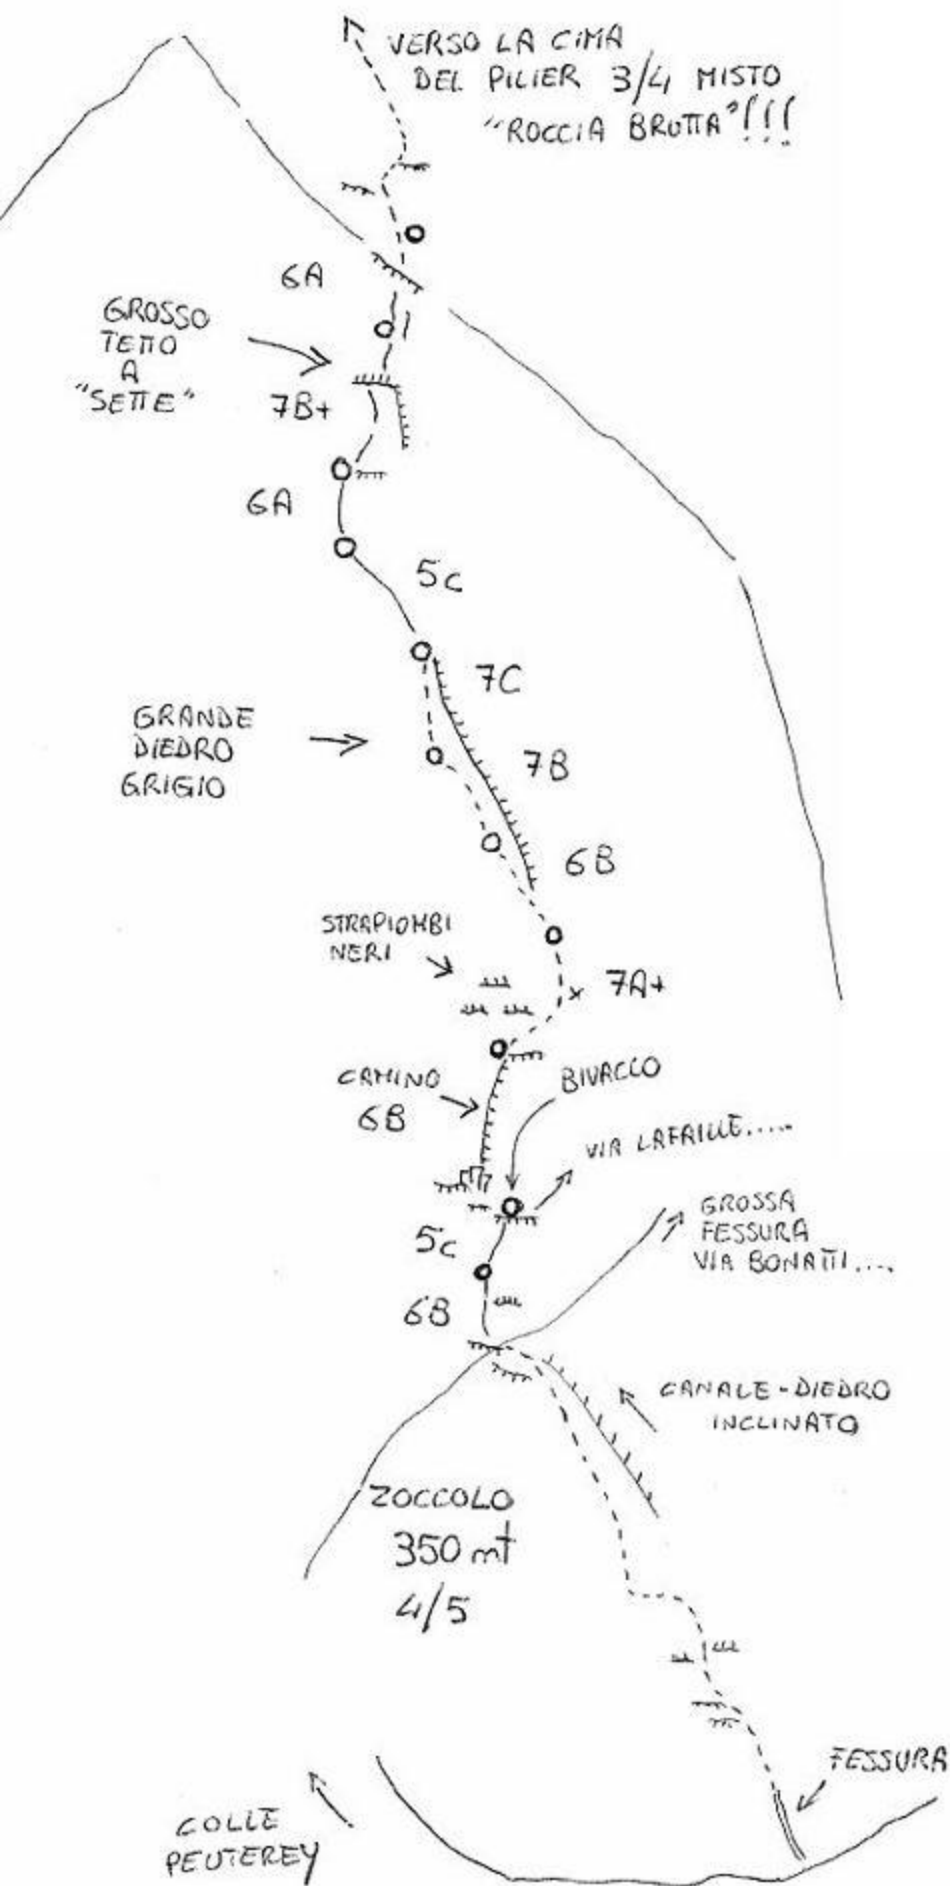 VERSO LA CIMA
DEL PILIER 3/4 MISTO
"ROCCIA BRUTTA"!!!
6A
GROSSO
TETTO
A
"SETTE"
7B+
6A
5C
7C
GRANDE
DIEDRO
GRIGIO
7B
6B
STRAPIOMBI
NERI
7A+
CAMINO
6B
BIVACCO
VIA LAFAILLE.....
GROSSA
FESSURA
VIA BONATTI....
5C
6B
CANALE-DIEDRO
INCLINATO
ZOCCOLO
350 mt
4/5
FESSURA
COLLE
PEUTEREY